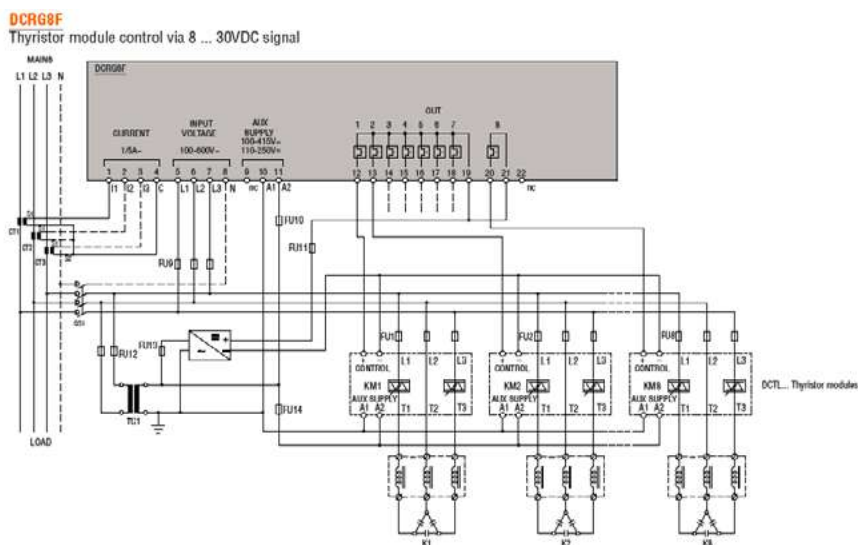 DCRG8F
Thyristor module control via 8 ... 30VDC signal
MAINS
L1 L2 L3 N
DCRG8F
OUT
1 2 3 4 5 6 7 8
CURRENT
1/5A~
INPUT
VOLTAGE
100-600V~
AUX
SUPPLY
100-415V~
110-250V=
1 2 3 4 5 6 7 8 9 10 11 12 13 14 15 16 17 18 19 20 21 22
I1 I2 I3 C L1 L2 L3 N nc A1 A2 nc
CT1
CT2
CT3
FU10
FU11
FU9
QS1
FU12
FU13
FU14
TC1
LOAD
FU1 FU2 FU8
+ - L1 L2 L3 + - L1 L2 L3 + - L1 L2 L3
CONTROL CONTROL CONTROL
KM1 KM2 KM8
DCTL... Thyristor modules
AUX SUPPLY AUX SUPPLY AUX SUPPLY
A1 A2 T1 T2 T3 A1 A2 T1 T2 T3 A1 A2 T1 T2 T3
K1 K2 K8